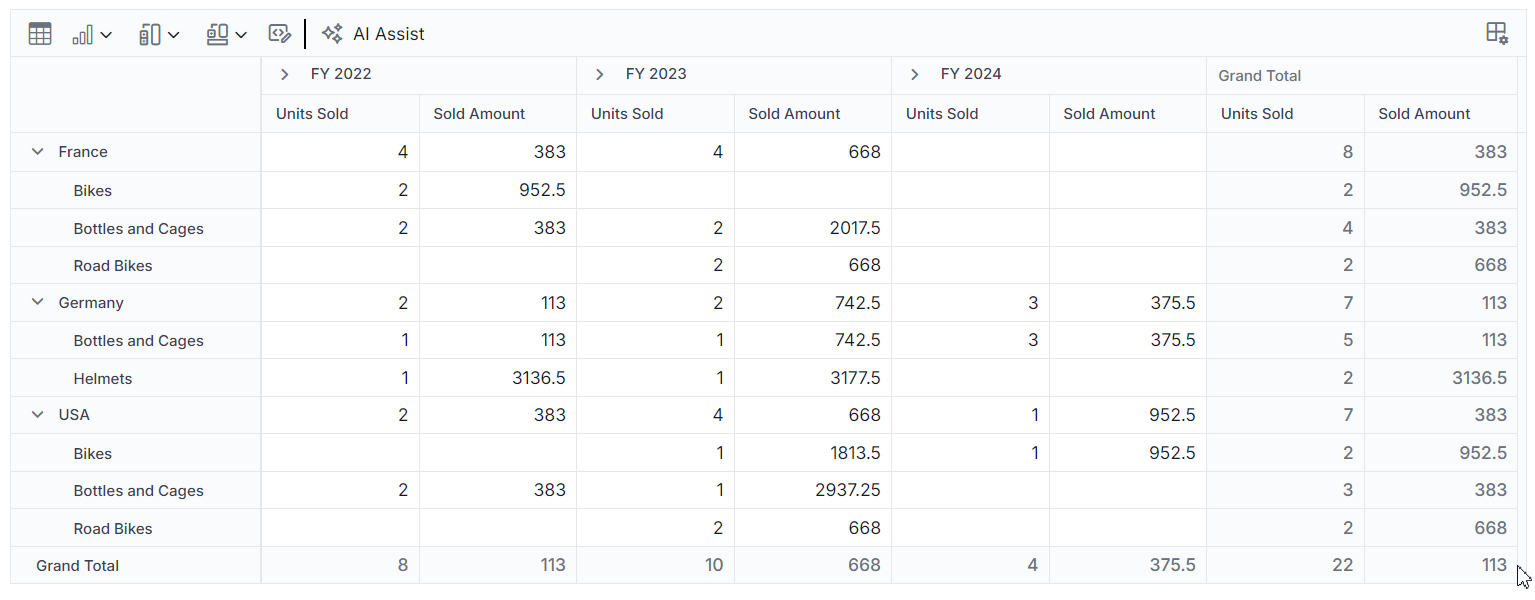 AI Assist
FY 2022 FY 2023 FY 2024 Grand Total
Units Sold Sold Amount Units Sold Sold Amount Units Sold Sold Amount Units Sold Sold Amount
France 4 383 4 668 8 383
Bikes 2 952.5 2 952.5
Bottles and Cages 2 383 2 2017.5 4 383
Road Bikes 2 668 2 668
Germany 2 113 2 742.5 3 375.5 7 113
Bottles and Cages 1 113 1 742.5 3 375.5 5 113
Helmets 1 3136.5 1 3177.5 2 3136.5
USA 2 383 4 668 1 952.5 7 383
Bikes 1 1813.5 1 952.5 2 952.5
Bottles and Cages 2 383 1 2937.25 3 383
Road Bikes 2 668 2 668
Grand Total 8 113 10 668 4 375.5 22 113